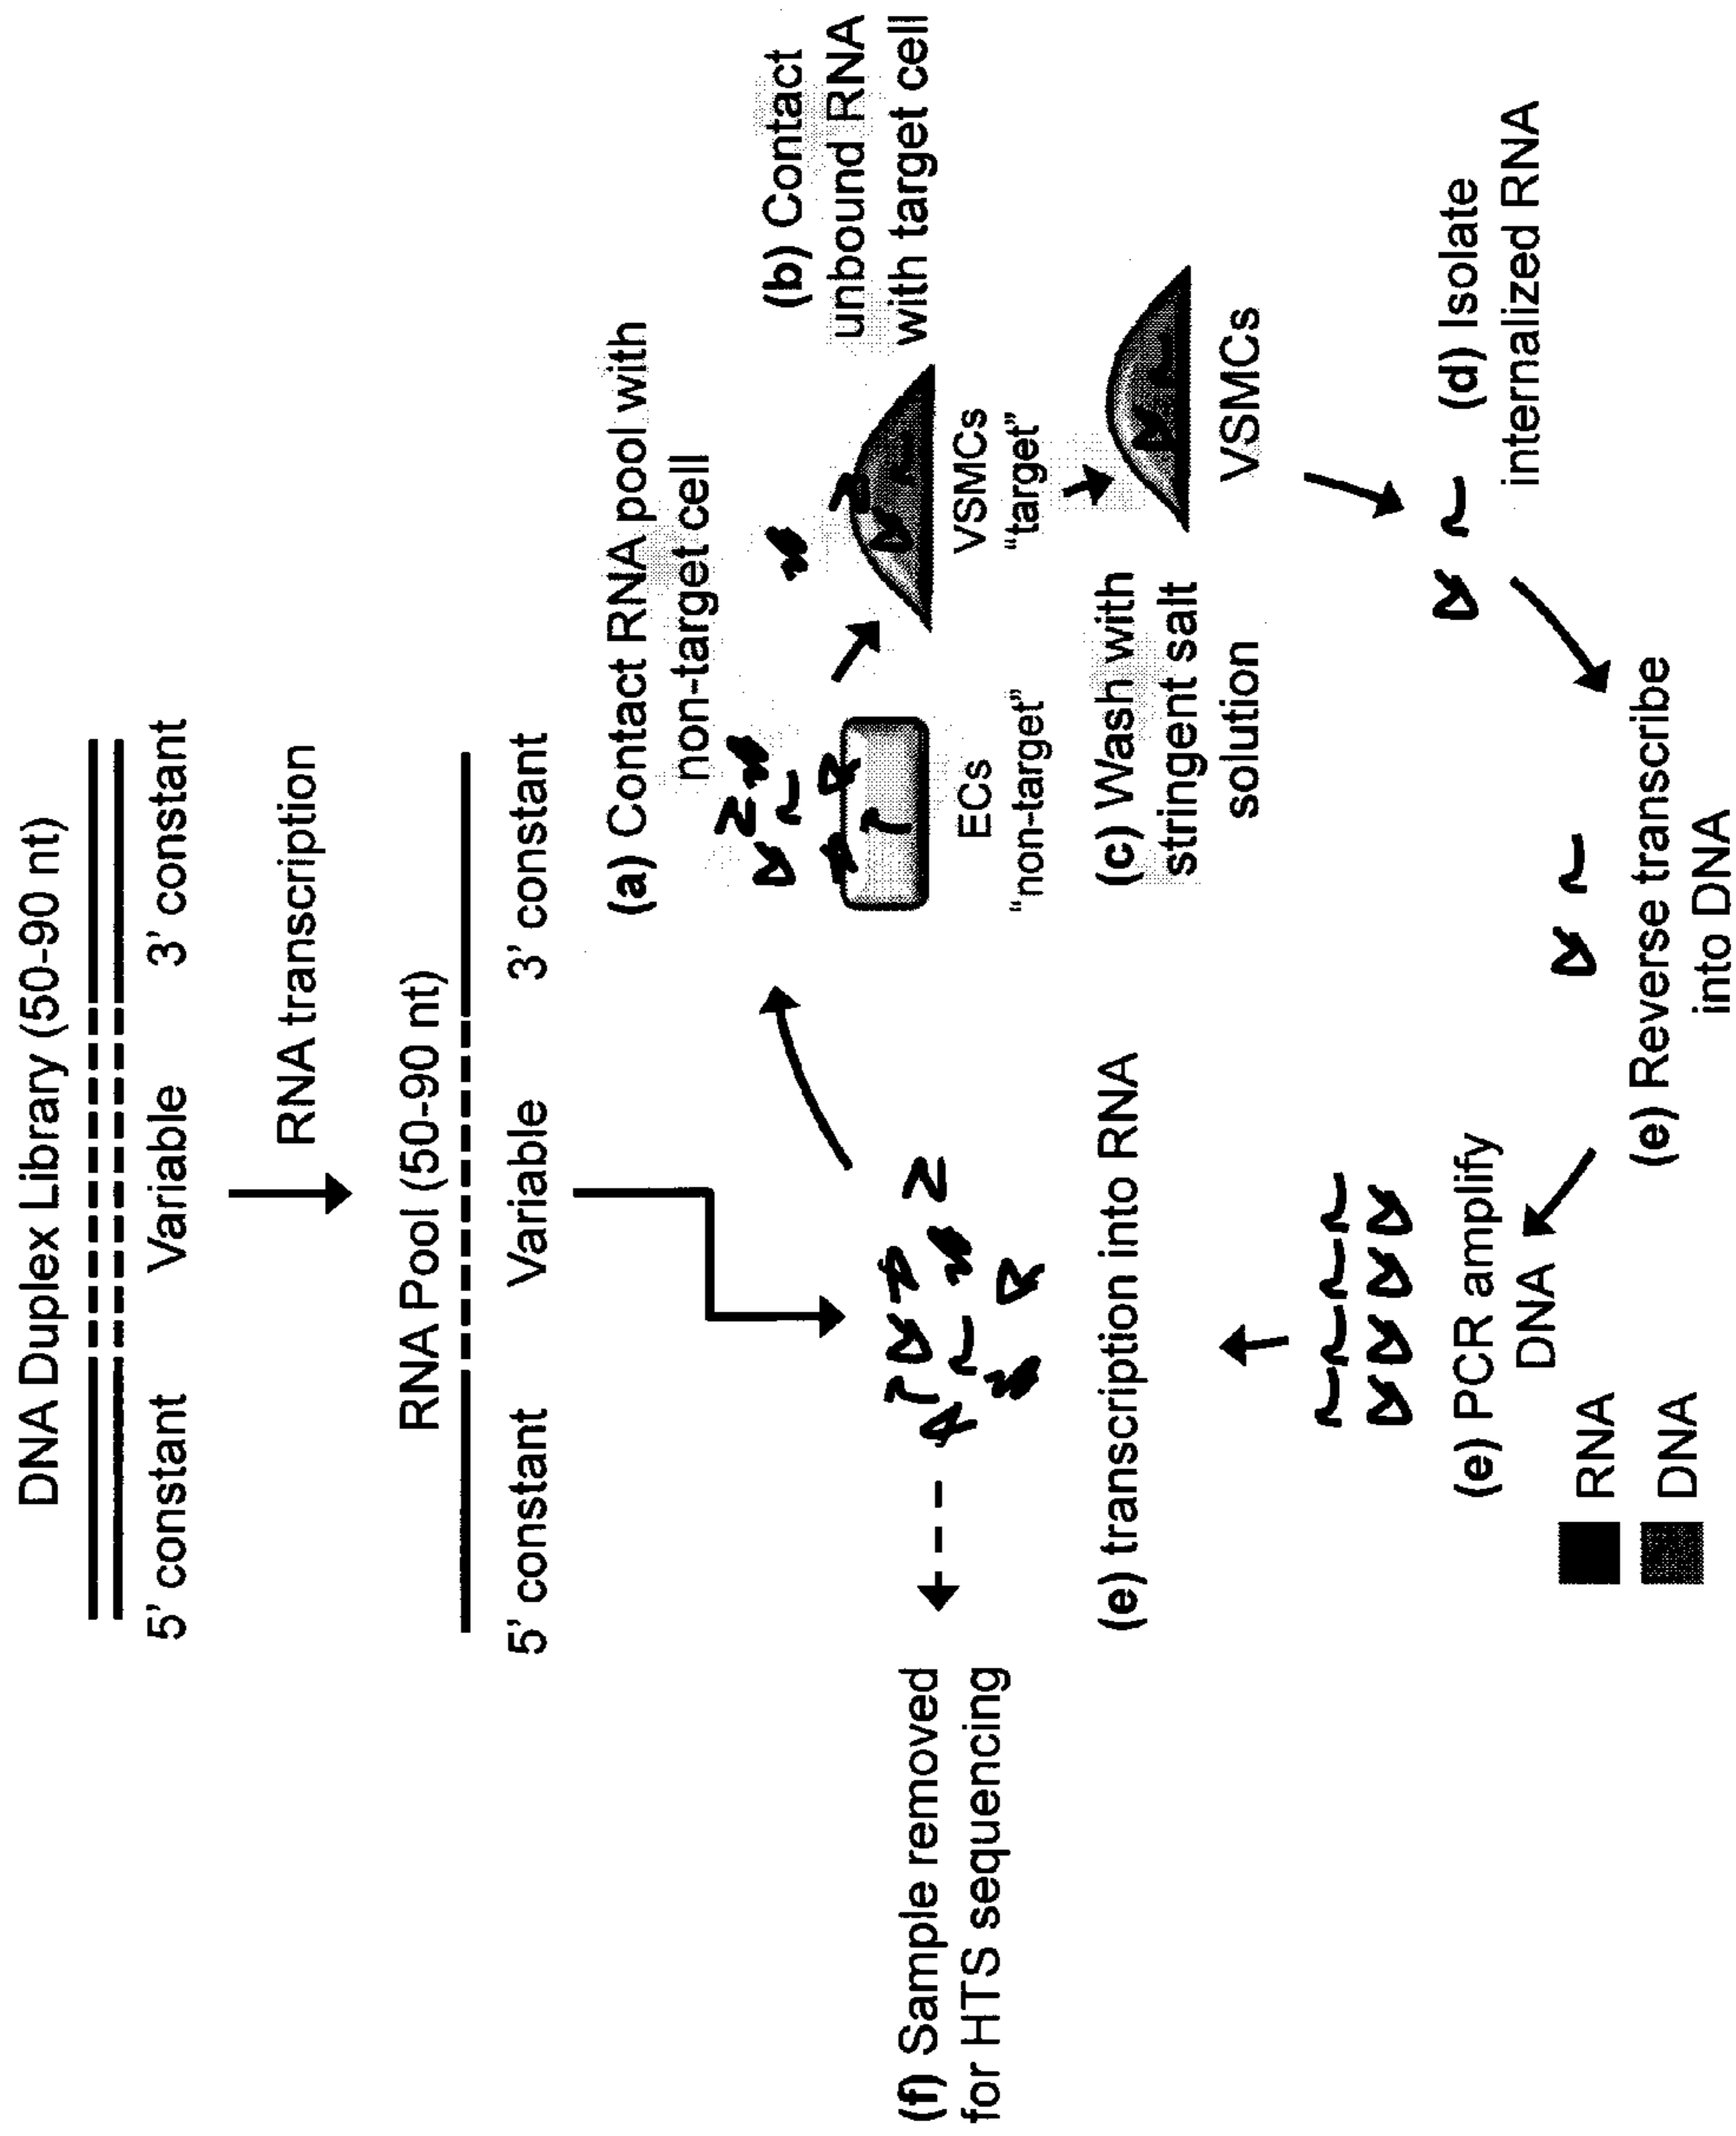 DNA Duplex Library (50-90 nt)
5' constant
Variable
3' constant
RNA transcription
RNA Pool (50-90 nt)
5' constant
Variable
3' constant
(a) Contact RNA pool with
non-target cell
ECs
"non-target"
(b) Contact
unbound RNA
with target cell
VSMCs
"target"
(c) Wash with
stringent salt
solution
VSMCs
(d) Isolate
internalized RNA
(e) Reverse transcribe
into DNA
(e) PCR amplify
DNA
(e) transcription into RNA
(f) Sample removed
for HTS sequencing
RNA
DNA